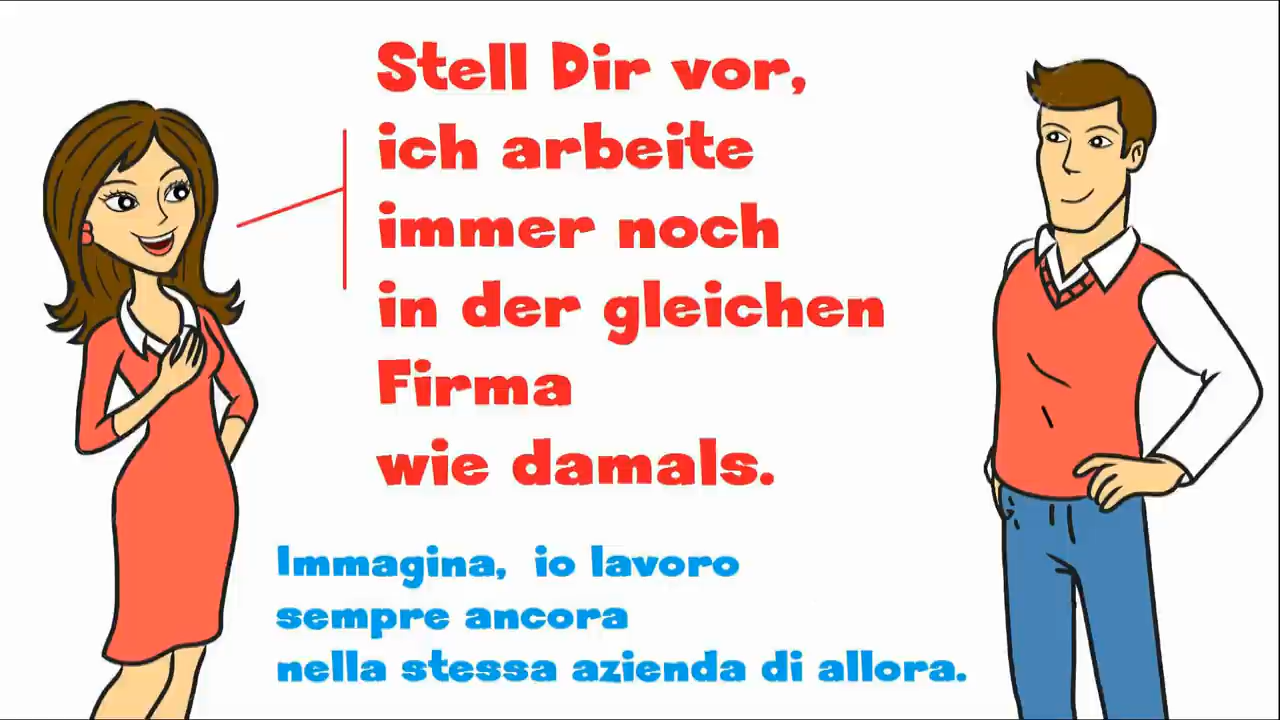 Stell Dir vor,
ich arbeite
immer noch
in der gleichen
Firma
wie damals.
Immagina, io lavoro
sempre ancora
nella stessa azienda di allora.